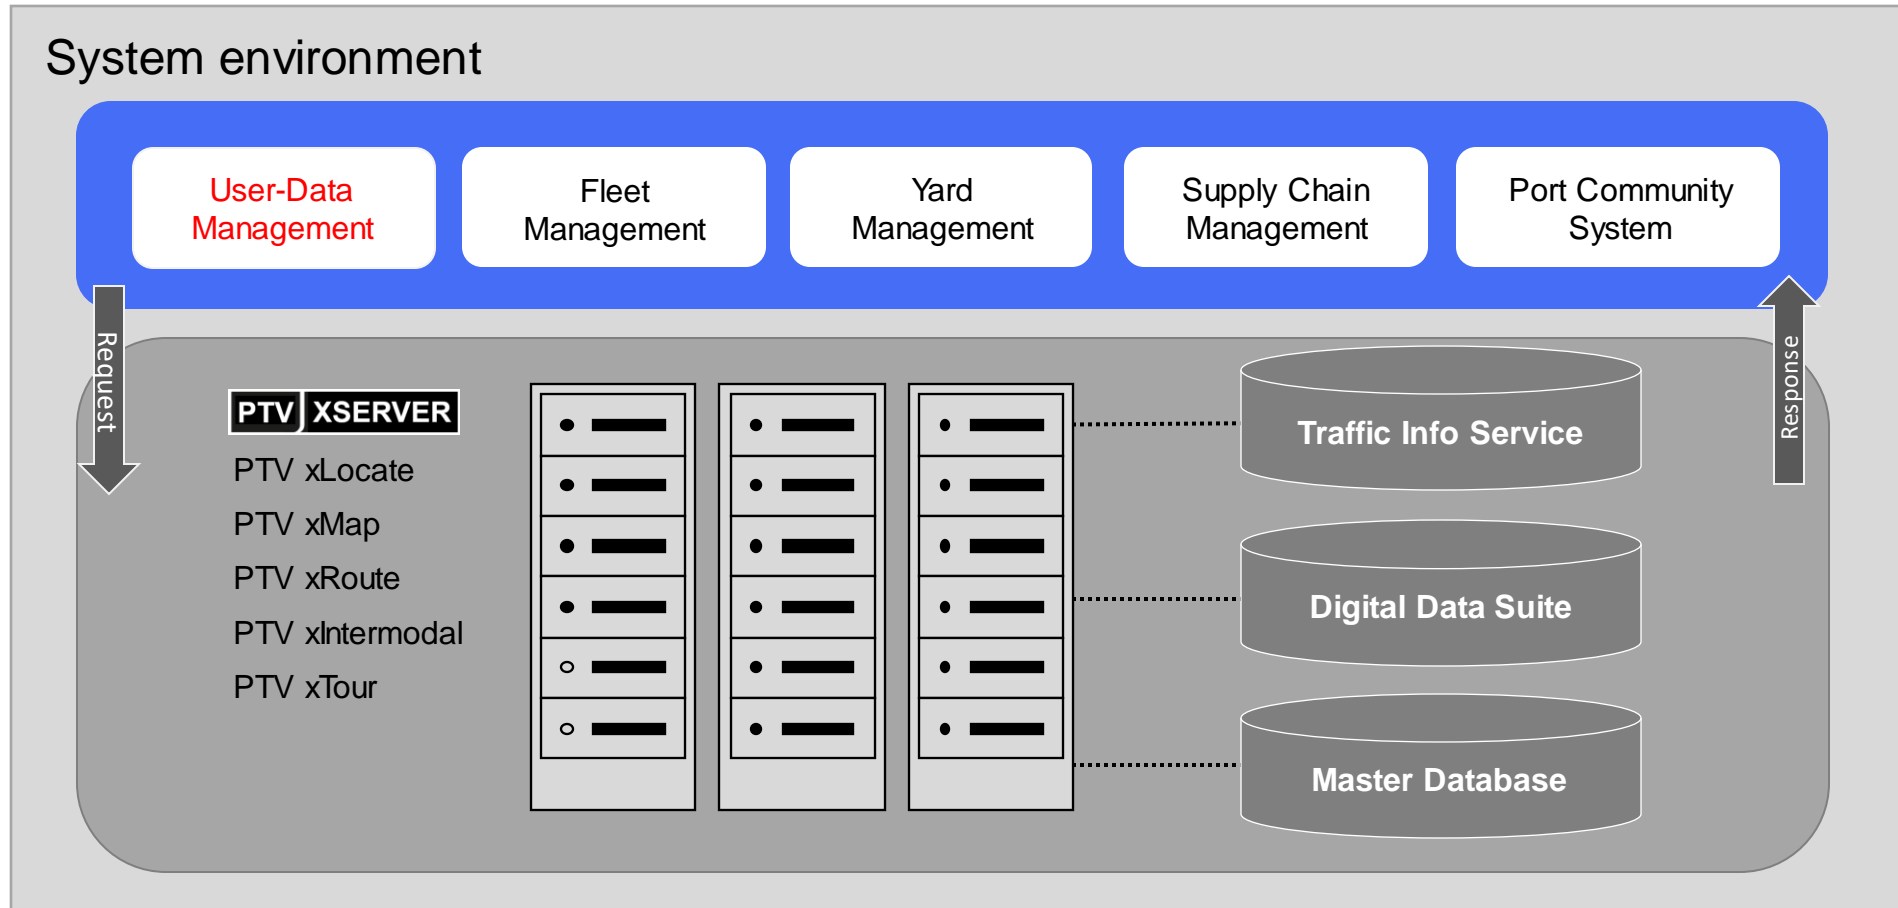 System environment
User-Data
Management
Fleet
Management
Yard
Management
Supply Chain
Management
Port Community
System
Request
Response
PTV XSERVER
PTV xLocate
PTV xMap
PTV xRoute
PTV xIntermodal
PTV xTour
Traffic Info Service
Digital Data Suite
Master Database